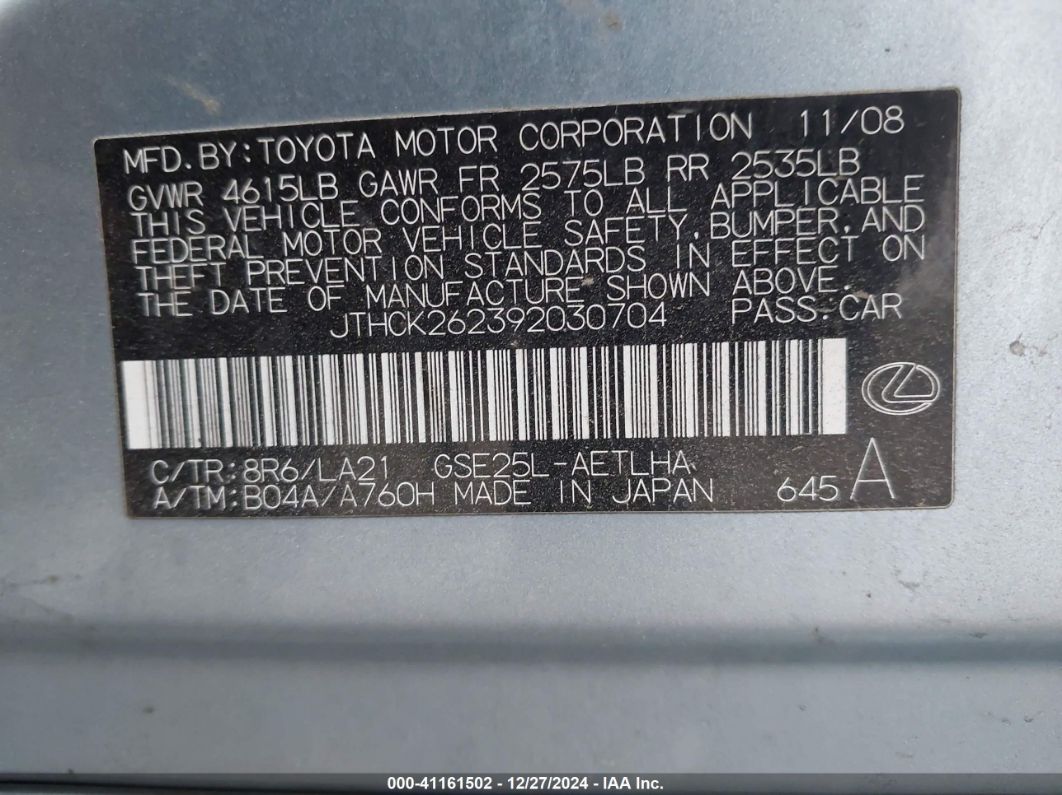 MFD. BY: TOYOTA MOTOR CORPORATION 11/08
GVWR 4615LB GAWR FR 2575LB RR 2535LB
THIS VEHICLE CONFORMS TO ALL APPLICABLE
FEDERAL MOTOR VEHICLE SAFETY, BUMPER, AND
THEFT PREVENTION STANDARDS IN EFFECT ON
THE DATE OF MANUFACTURE SHOWN ABOVE.
JTHCK262392030704 PASS. CAR
C/TR: 8R6/LA21 GSE25L-AETLHA
A/TM: B04A/A760H MADE IN JAPAN 645 A
000-41161502 - 12/27/2024 - IAA Inc.